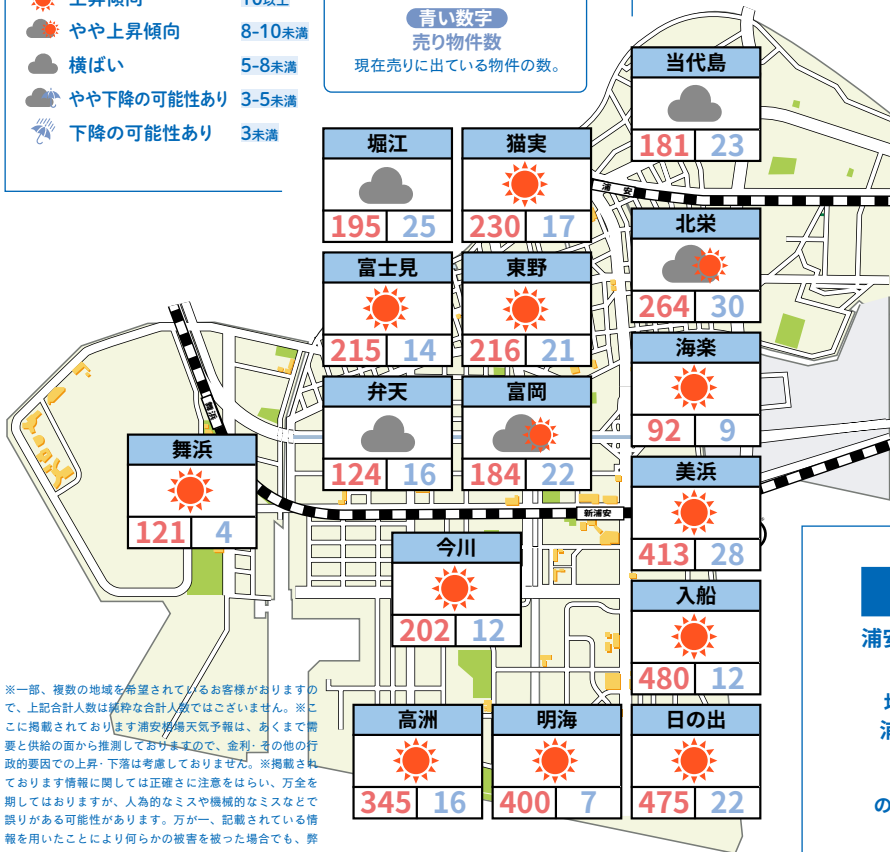 上昇傾向 10以上
やや上昇傾向 8-10未満
横ばい 5-8未満
やや下降の可能性あり 3-5未満
下降の可能性あり 3未満
青い数字
売り物件数
現在売りに出ている物件の数。
当代島
181 23
堀江
195 25
猫実
230 17
浦安
北栄
264 30
富士見
215 14
東野
216 21
海楽
92 9
弁天
124 16
富岡
184 22
舞浜
舞浜
121 4
美浜
413 28
新浦安
今川
202 12
入船
480 12
高洲
345 16
明海
400 7
日の出
475 22
※一部、複数の地域を希望されているお客様がおりますの
で、上記合計人数は純粋な合計人数ではございません。※こ
こに掲載されております浦安相場天気予報は、あくまで需
要と供給の面から推測しておりますので、金利・その他の行
政的要因での上昇・下落は考慮しておりません。※掲載され
ております情報に関しては正確さに注意をはらい、万全を
期してはおりますが、人為的なミスや機械的なミスなどで
誤りがある可能性があります。万が一、記載されている情
報を用いたことにより何らかの被害を被った場合でも、弊
浦安
の